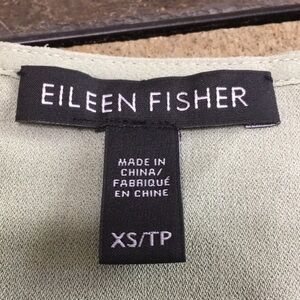 EILEEN FISHER
MADE IN
CHINA/
FABRIQUÉ
EN CHINE
XS/TP